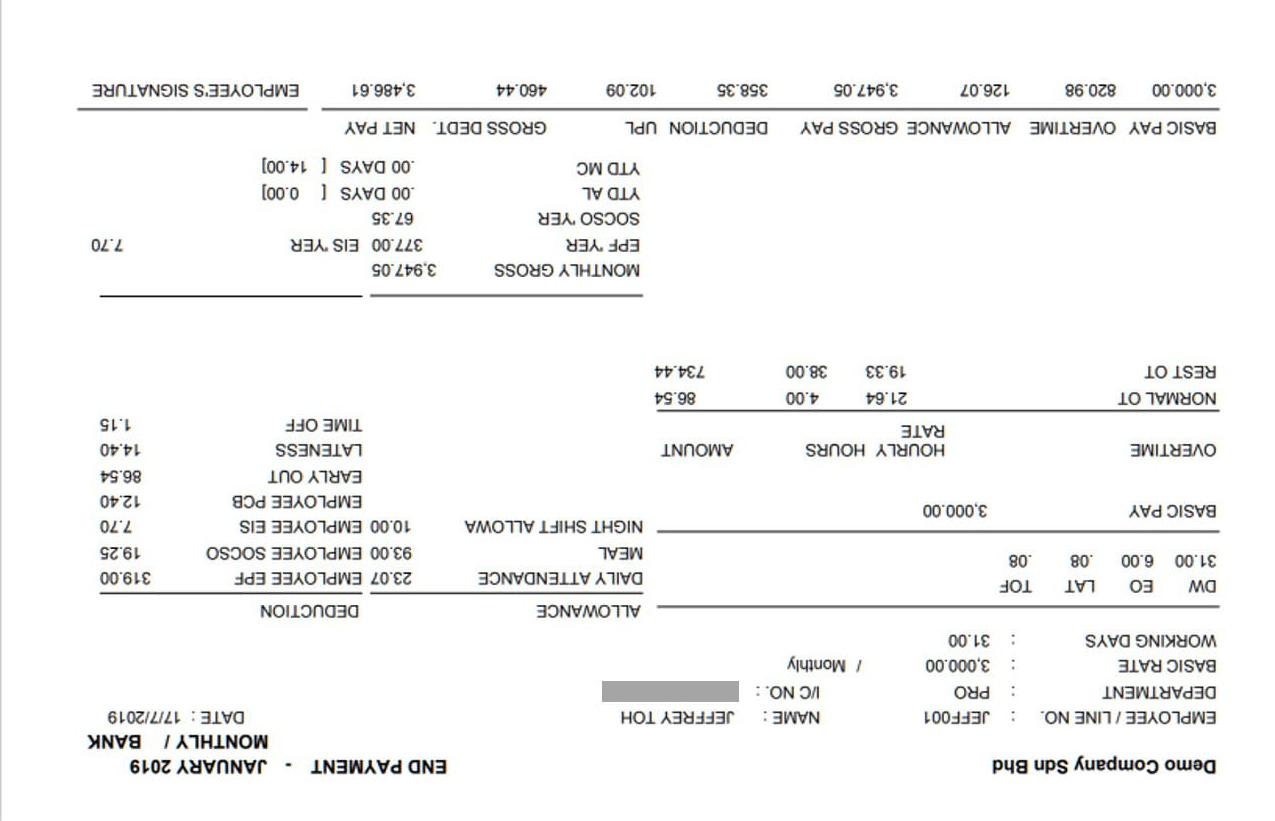 Demo Company Sdn Bhd END PAYMENT - JANUARY 2019
MONTHLY / BANK
EMPLOYEE / LINE NO. : JEFF001 NAME : JEFFREY TOH DATE : 17/7/2019
DEPARTMENT : PRO I/C NO. :
BASIC RATE : 3,000.00 / Monthly
WORKING DAYS : 31.00
ALLOWANCE DEDUCTION
DW EO LAT TOF
DAILY ATTENDANCE 23.07 EMPLOYEE EPF 319.00
31.00 6.00 .08 .08
MEAL 93.00 EMPLOYEE SOCSO 19.25
NIGHT SHIFT ALLOWA 10.00 EMPLOYEE EIS 7.70
BASIC PAY 3,000.00
EMPLOYEE PCB 12.40
EARLY OUT 86.54
OVERTIME HOURLY HOURS AMOUNT LATENESS 14.40
RATE
TIME OFF 1.15
NORMAL OT 21.64 4.00 86.54
REST OT 19.33 38.00 734.44
MONTHLY GROSS 3,947.05
EPF 'YER 377.00 EIS 'YER 7.70
SOCSO 'YER 67.35
YTD AL .00 DAYS [ 0.00]
YTD MC .00 DAYS [ 14.00]
BASIC PAY OVERTIME ALLOWANCE GROSS PAY DEDUCTION UPL GROSS DEDT. NET PAY
3,000.00 820.98 126.07 3,947.05 358.35 102.09 460.44 3,486.61 EMPLOYEE'S SIGNATURE